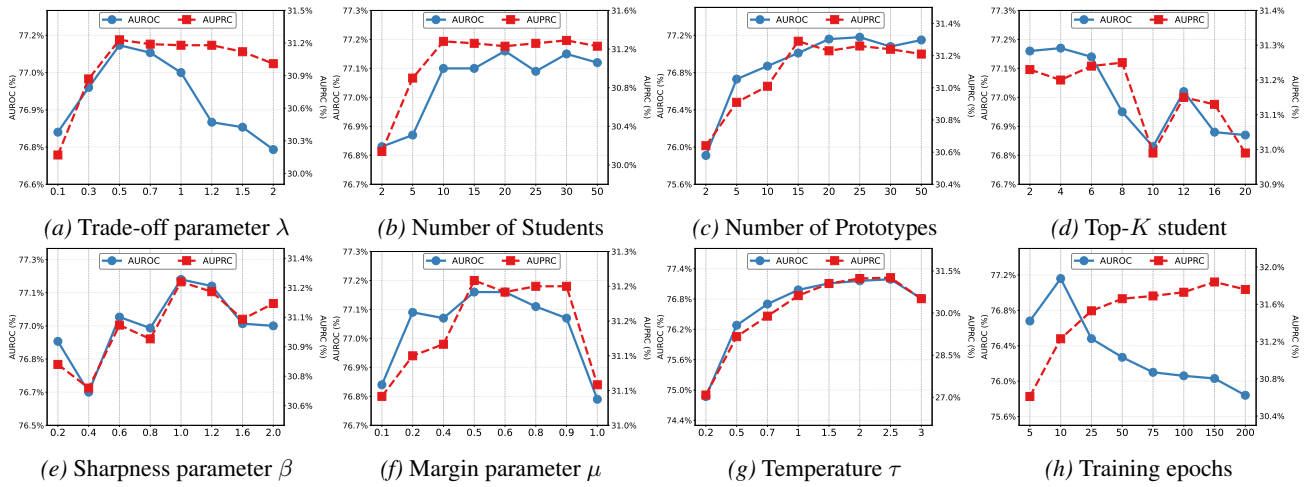 AUROC AUPRC
AUROC (%)
77.2% 77.0% 76.9% 76.8% 76.6%
31.5% 31.2% 30.9% 30.6% 30.3% 30.0%
AUPRC (%)
0.1 0.3 0.5 0.7 1 1.2 1.5 2
(a) Trade-off parameter λ
AUROC AUPRC
AUROC (%)
77.3% 77.2% 77.1% 76.9% 76.8% 76.7%
31.6% 31.2% 30.8% 30.4% 30.0%
AUPRC (%)
2 5 10 15 20 25 30 50
(b) Number of Students
AUROC AUPRC
AUROC (%)
77.2% 76.8% 76.4% 76.0% 75.6%
31.4% 31.2% 31.0% 30.8% 30.6% 30.4%
AUPRC (%)
2 5 10 15 20 25 30 50
(c) Number of Prototypes
AUROC AUPRC
AUROC (%)
77.2% 77.1% 77.0% 76.9% 76.8% 76.7%
31.4% 31.3% 31.2% 31.1% 31.0% 30.9%
AUPRC (%)
2 4 6 8 10 12 16 20
(d) Top-K student
AUROC AUPRC
AUROC (%)
77.3% 77.1% 77.0% 76.8% 76.7% 76.5%
31.4% 31.2% 31.1% 30.9% 30.8% 30.6%
AUPRC (%)
0.2 0.4 0.6 0.8 1.0 1.2 1.6 2.0
(e) Sharpness parameter β
AUROC AUPRC
AUROC (%)
77.3% 77.2% 77.1% 76.9% 76.8% 76.7%
31.3% 31.2% 31.2% 31.1% 31.1% 31.0%
AUPRC (%)
0.1 0.2 0.4 0.5 0.6 0.8 0.9 1.0
(f) Margin parameter μ
AUROC AUPRC
AUROC (%)
77.4% 76.8% 76.2% 75.6% 75.0% 74.4%
31.5% 30.0% 28.5% 27.0%
AUPRC (%)
0.2 0.5 0.7 1 1.5 2 2.5 3
(g) Temperature τ
AUROC AUPRC
AUROC (%)
77.2% 76.8% 76.4% 76.0% 75.6%
32.0% 31.6% 31.2% 30.8% 30.4%
AUPRC (%)
5 10 25 50 75 100 150 200
(h) Training epochs